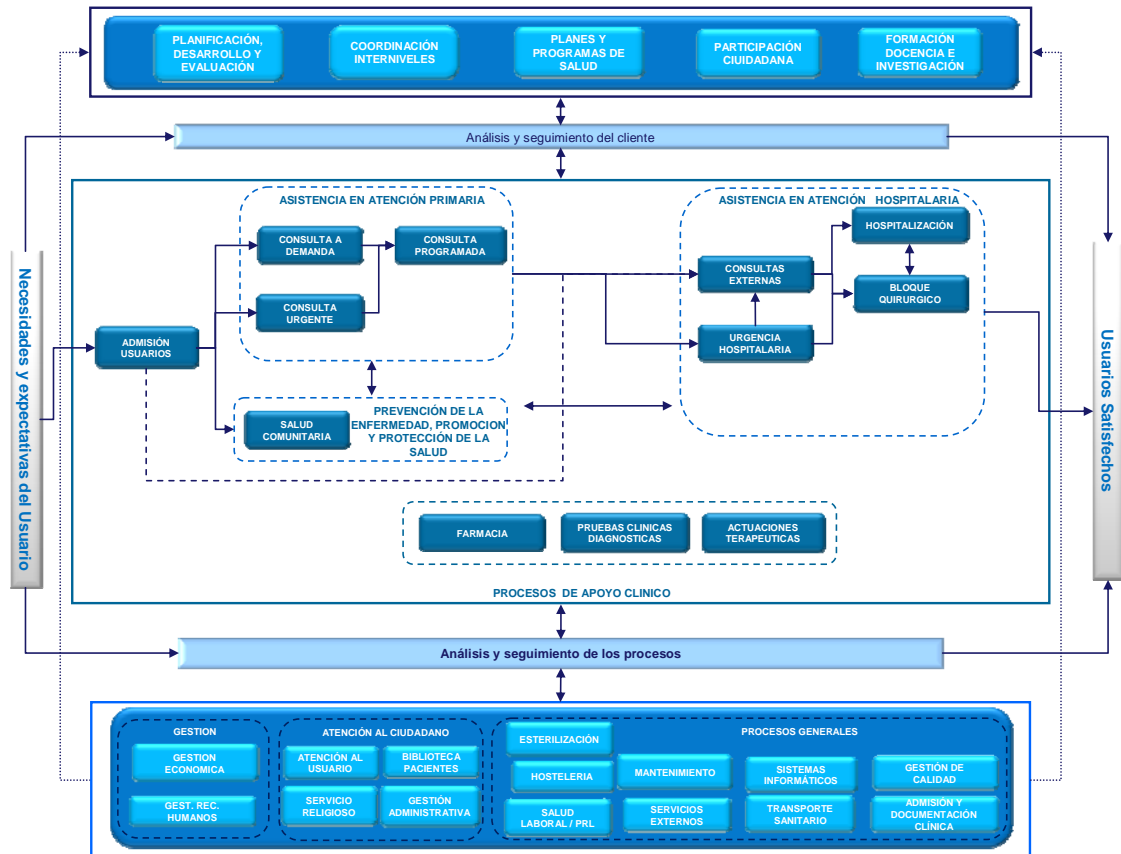 PLANIFICACIÓN,
DESARROLLO Y
EVALUACIÓN
COORDINACIÓN
INTERNIVELES
PLANES Y
PROGRAMAS DE
SALUD
PARTICIPACIÓN
CIUIDADANA
FORMACIÓN
DOCENCIA E
INVESTIGACIÓN
Análisis y seguimiento del cliente
Necesidades y expectativas del Usuario
ASISTENCIA EN ATENCIÓN PRIMARIA
CONSULTA A
DEMANDA
CONSULTA
PROGRAMADA
CONSULTA
URGENTE
ADMISIÓN
USUARIOS
SALUD
COMUNITARIA
PREVENCIÓN DE LA
ENFERMEDAD, PROMOCION
Y PROTECCIÓN DE LA
SALUD
ASISTENCIA EN ATENCIÓN HOSPITALARIA
HOSPITALIZACIÓN
CONSULTAS
EXTERNAS
BLOQUE
QUIRURGICO
URGENCIA
HOSPITALARIA
Usuarios Satisfechos
FARMACIA
PRUEBAS CLINICAS
DIAGNOSTICAS
ACTUACIONES
TERAPEUTICAS
PROCESOS DE APOYO CLINICO
Análisis y seguimiento de los procesos
GESTION
GESTION
ECONOMICA
GEST. REC.
HUMANOS
ATENCIÓN AL CIUDADANO
ATENCIÓN AL
USUARIO
BIBLIOTECA
PACIENTES
SERVICIO
RELIGIOSO
GESTIÓN
ADMINISTRATIVA
PROCESOS GENERALES
ESTERILIZACIÓN
HOSTELERIA
MANTENIMIENTO
SISTEMAS
INFORMÁTICOS
GESTIÓN DE
CALIDAD
SALUD
LABORAL / PRL
SERVICIOS
EXTERNOS
TRANSPORTE
SANITARIO
ADMISIÓN Y
DOCUMENTACIÓN
CLÍNICA